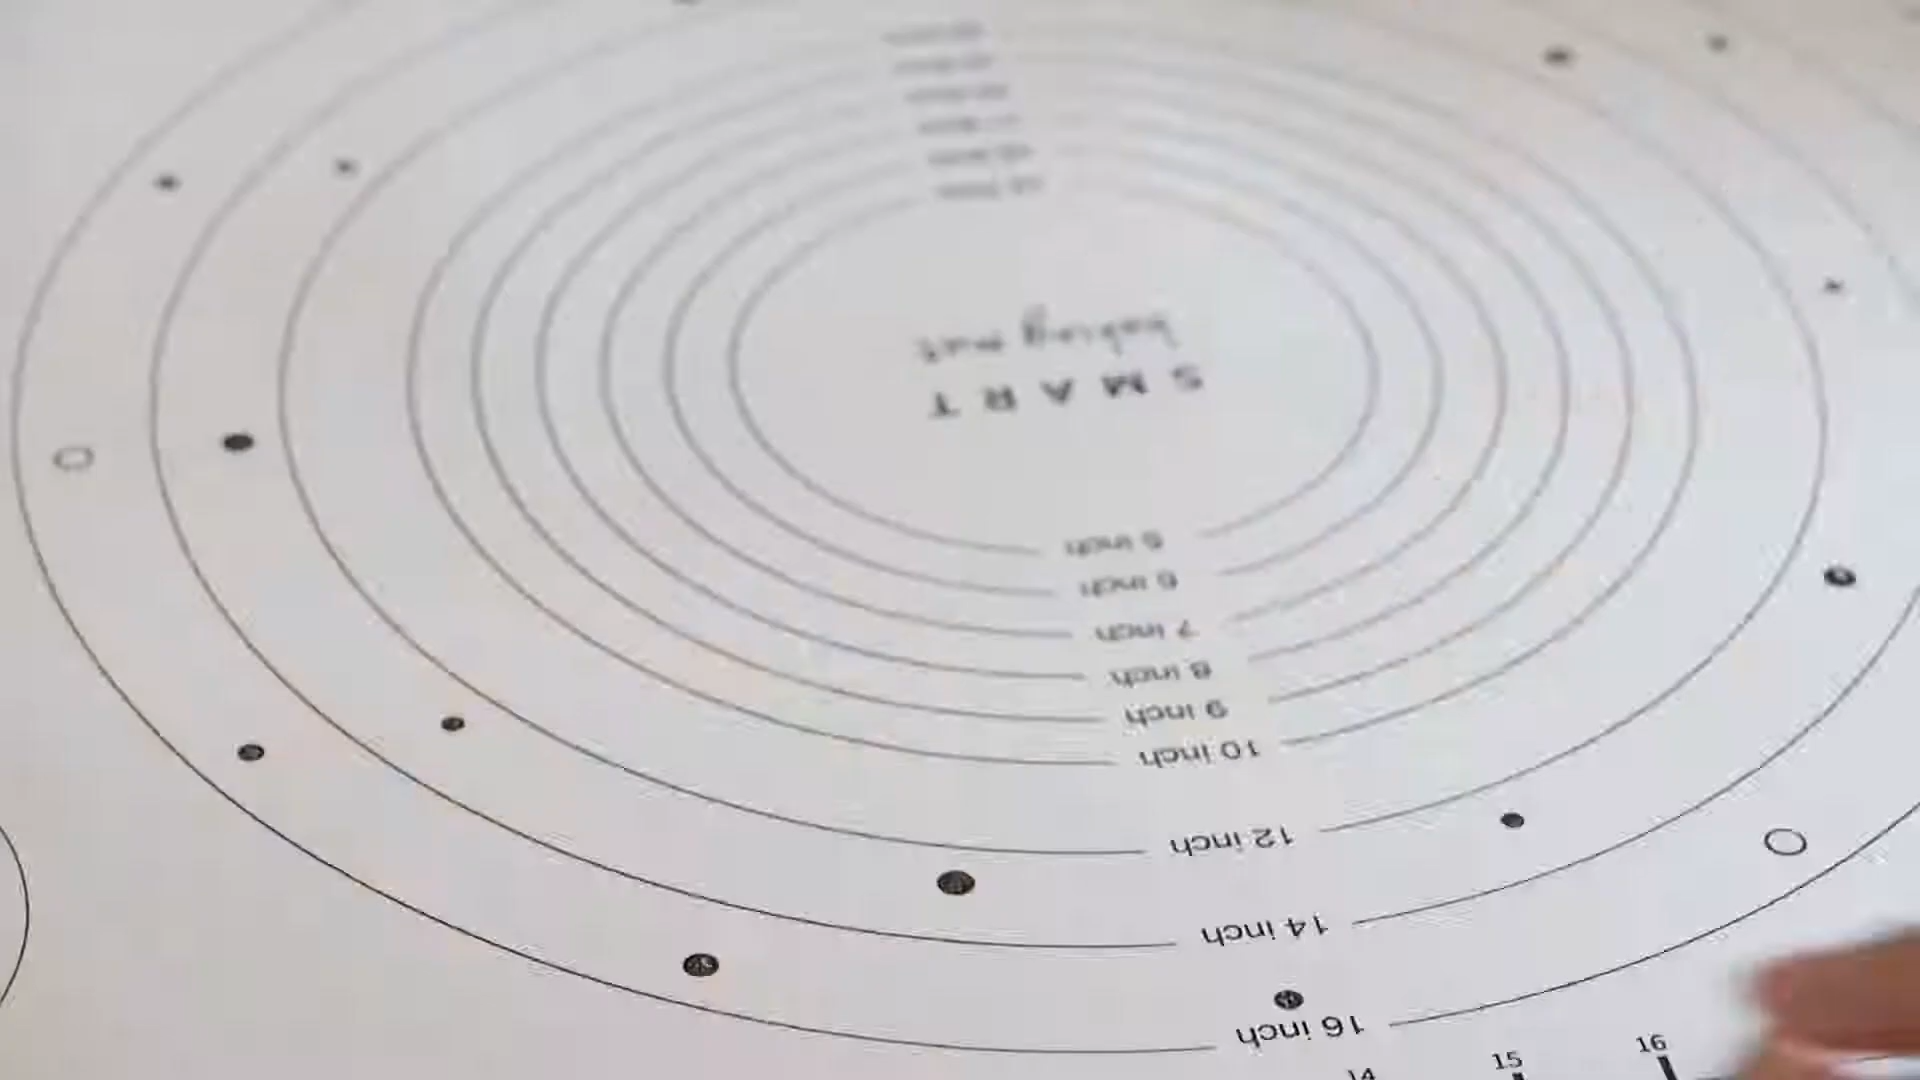 SMART
baking mat
5 inch
6 inch
7 inch
8 inch
9 inch
10 inch
12 inch
14 inch
16 inch
14
15
16